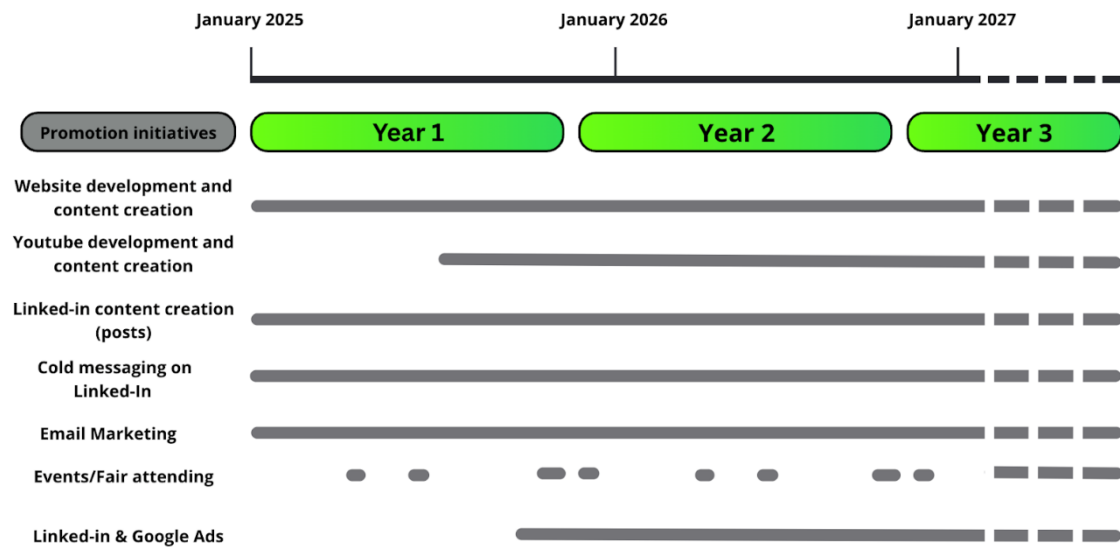 January 2025
January 2026
January 2027
Promotion initiatives
Year 1
Year 2
Year 3
Website development and
content creation
Youtube development and
content creation
Linked-in content creation
(posts)
Cold messaging on
Linked-In
Email Marketing
Events/Fair attending
Linked-in & Google Ads